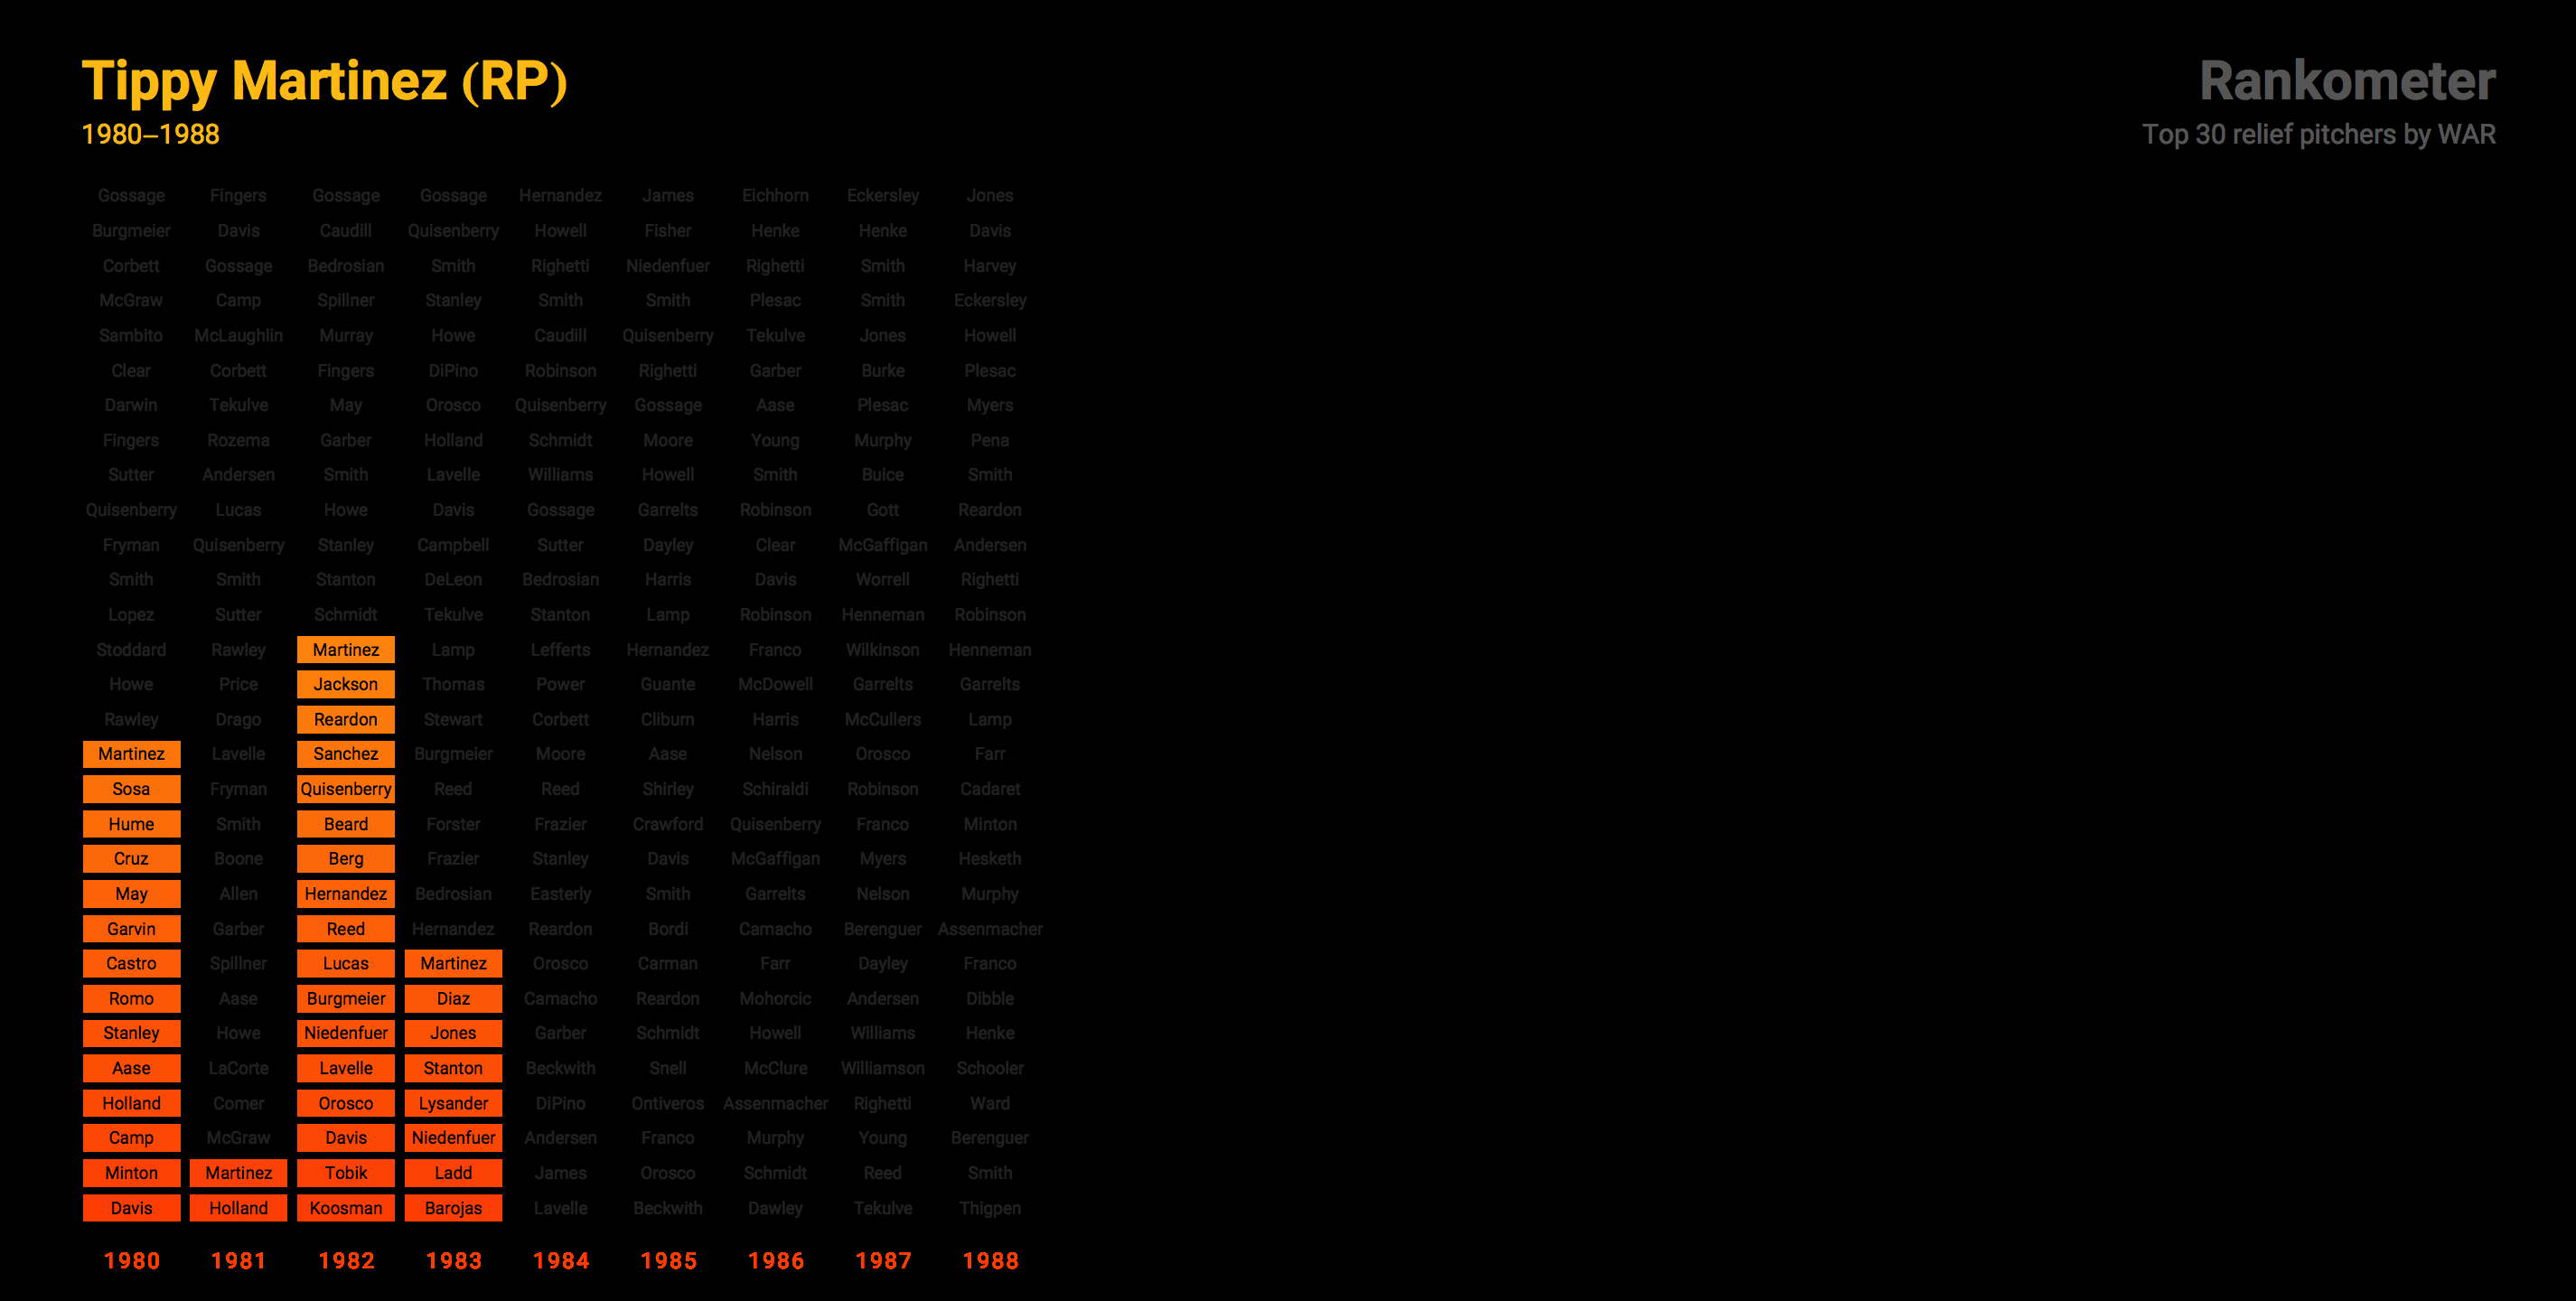 Tippy Martinez (RP)
1980–1988
Rankometer
Top 30 relief pitchers by WAR
Gossage Fingers Gossage Gossage Hernandez James Eichhorn Eckersley Jones
Burgmeier Davis Caudill Quisenberry Howell Fisher Henke Henke Davis
Corbett Gossage Bedrosian Smith Righetti Niedenfuer Righetti Smith Harvey
McGraw Camp Spillner Stanley Smith Smith Plesac Smith Eckersley
Sambito McLaughlin Murray Howe Caudill Quisenberry Tekulve Jones Howell
Clear Corbett Fingers DiPino Robinson Righetti Garber Burke Plesac
Darwin Tekulve May Orosco Quisenberry Gossage Aase Plesac Myers
Fingers Rozema Garber Holland Schmidt Moore Young Murphy Pena
Sutter Andersen Smith Lavelle Williams Howell Smith Buice Smith
Quisenberry Lucas Howe Davis Gossage Garrelts Robinson Gott Reardon
Fryman Quisenberry Stanley Campbell Sutter Dayley Clear McGaffigan Andersen
Smith Smith Stanton DeLeon Bedrosian Harris Davis Worrell Righetti
Lopez Sutter Schmidt Tekulve Stanton Lamp Robinson Henneman Robinson
Stoddard Rawley Martinez Lamp Lefferts Hernandez Franco Wilkinson Henneman
Howe Price Jackson Thomas Power Guante McDowell Garrelts Garrelts
Rawley Drago Reardon Stewart Corbett Cliburn Harris McCullers Lamp
Martinez Lavelle Sanchez Burgmeier Moore Aase Nelson Orosco Farr
Sosa Fryman Quisenberry Reed Reed Shirley Schiraldi Robinson Cadaret
Hume Smith Beard Forster Frazier Crawford Quisenberry Franco Minton
Cruz Boone Berg Frazier Stanley Davis McGaffigan Myers Hesketh
May Allen Hernandez Bedrosian Easterly Smith Garrelts Nelson Murphy
Garvin Garber Reed Hernandez Reardon Bordi Camacho Berenguer Assenmacher
Castro Spillner Lucas Martinez Orosco Carman Farr Dayley Franco
Romo Aase Burgmeier Diaz Camacho Reardon Mohorcic Andersen Dibble
Stanley Howe Niedenfuer Jones Garber Schmidt Howell Williams Henke
Aase LaCorte Lavelle Stanton Beckwith Snell McClure Williamson Schooler
Holland Comer Orosco Lysander DiPino Ontiveros Assenmacher Righetti Ward
Camp McGraw Davis Niedenfuer Andersen Franco Murphy Young Berenguer
Minton Martinez Tobik Ladd James Orosco Schmidt Reed Smith
Davis Holland Koosman Barojas Lavelle Beckwith Dawley Tekulve Thigpen
1980 1981 1982 1983 1984 1985 1986 1987 1988